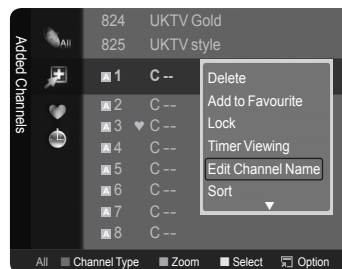 Added Channels
All
824 UKTV Gold
825 UKTV style
A 1 C --
A 2 C --
A 3 ♥ C --
A 4 C --
A 5 C --
A 6 C --
A 7 C --
A 8 C --
Delete
Add to Favourite
Lock
Timer Viewing
Edit Channel Name
Sort
▼
All Channel Type Zoom Select Option